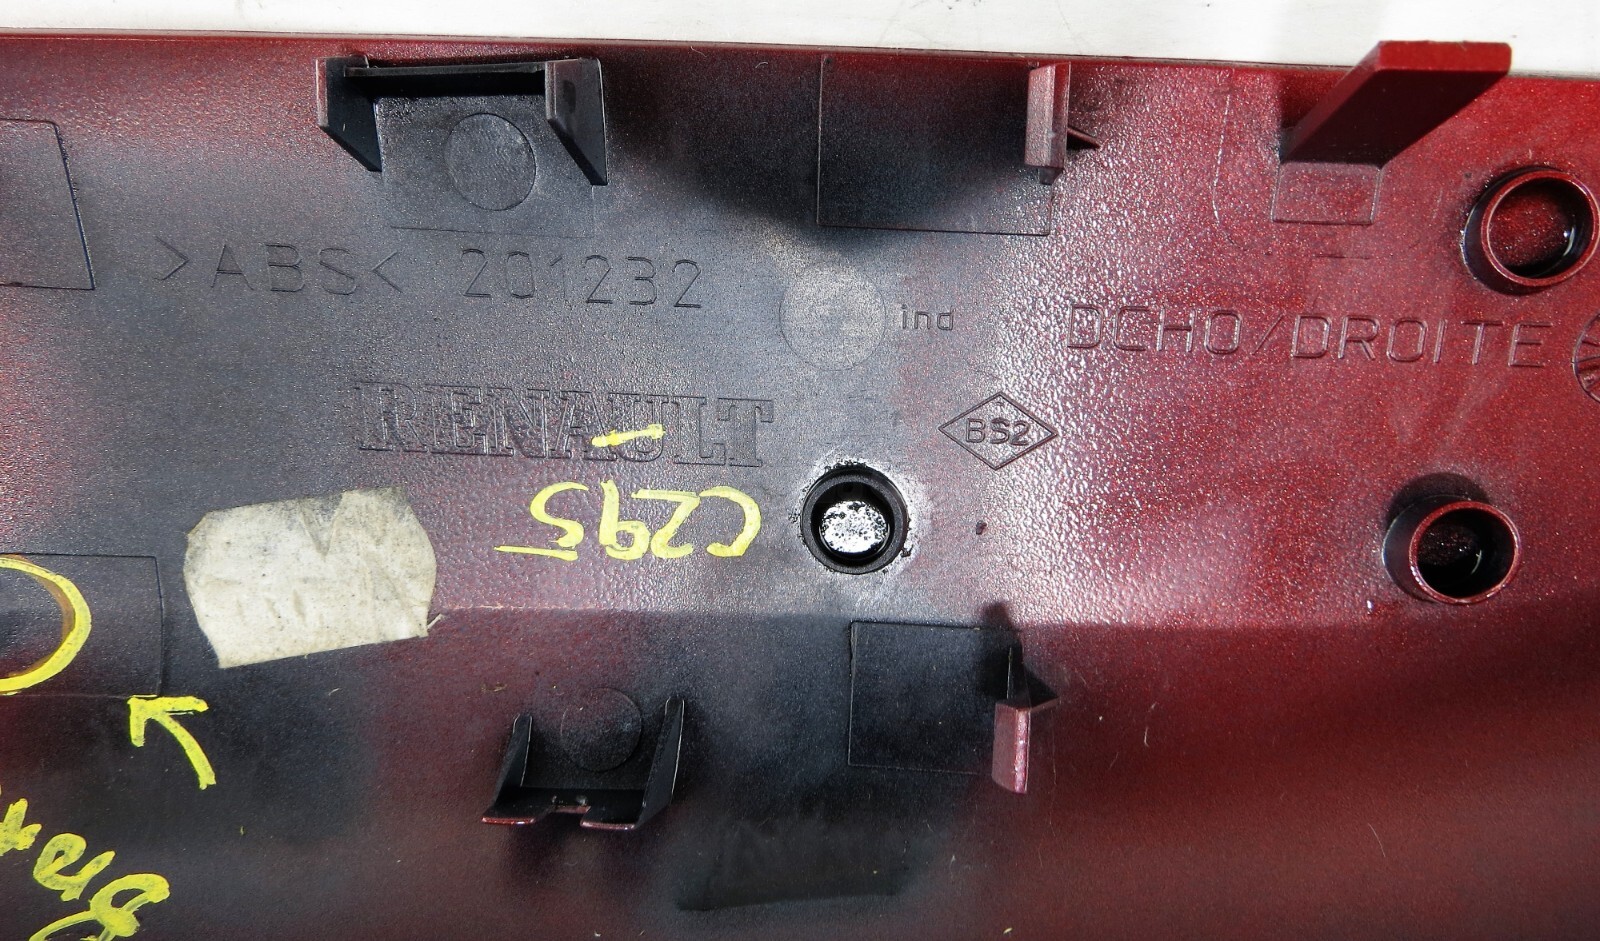 >ABS< 201232
ind
DCHO/DROITE
RENAULT
BS2
C295